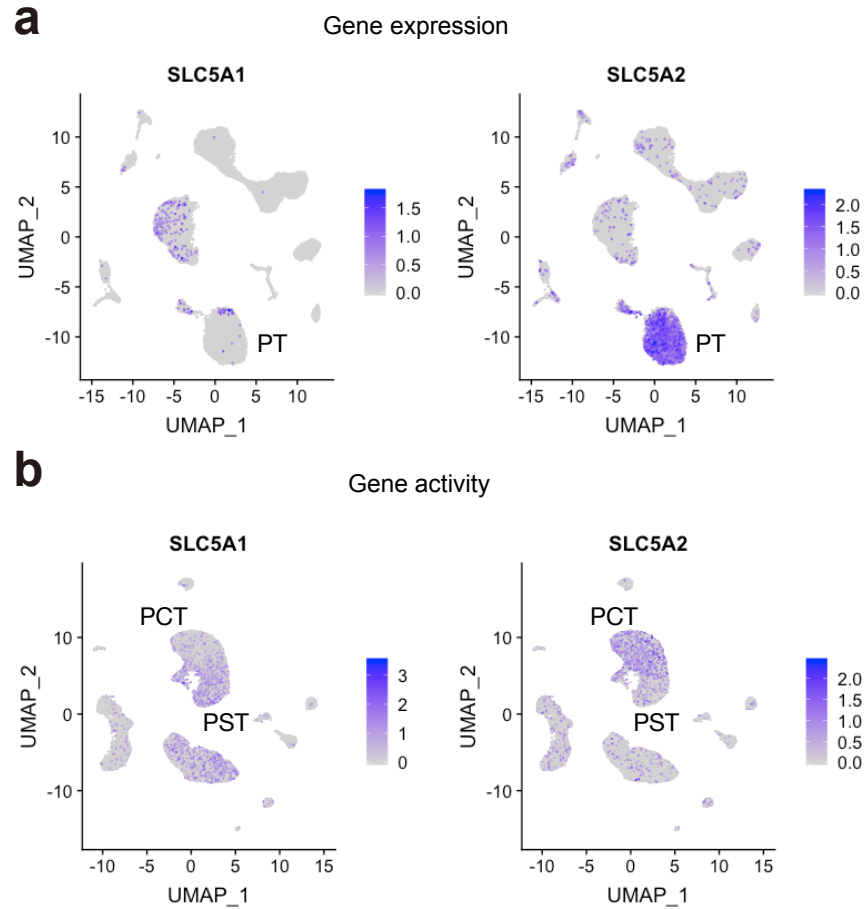 a
Gene expression
SLC5A1
SLC5A2
10
5
0
-5
-10
UMAP_2
-15 -10 -5 0 5 10
UMAP_1
PT
1.5
1.0
0.5
0.0
10
5
0
-5
-10
UMAP_2
-15 -10 -5 0 5 10
UMAP_1
PT
2.0
1.5
1.0
0.5
0.0
b
Gene activity
SLC5A1
SLC5A2
10
0
-10
UMAP_2
-10 -5 0 5 10 15
UMAP_1
PCT
PST
3
2
1
0
10
0
-10
UMAP_2
-10 -5 0 5 10 15
UMAP_1
PCT
PST
2.0
1.5
1.0
0.5
0.0